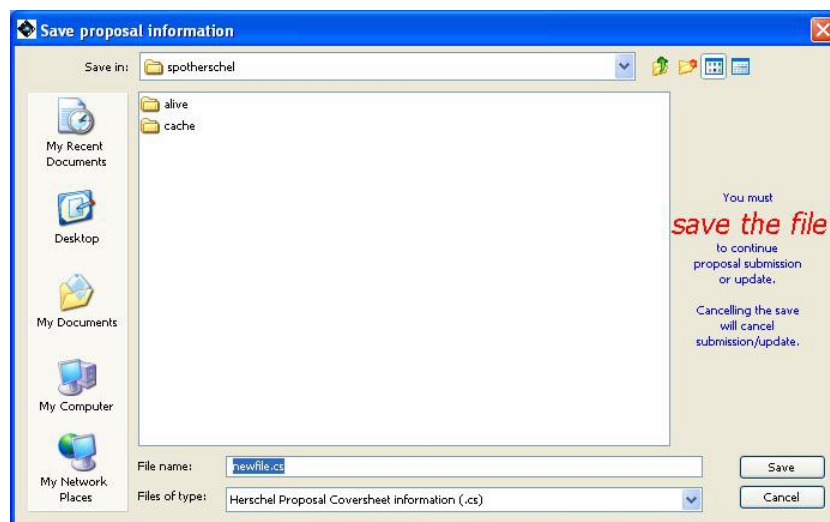 Save proposal information
Save in:
spotherschel
alive
cache
My Recent
Documents
Desktop
My Documents
My Computer
My Network
Places
You must
save the file
to continue
proposal submission
or update.
Cancelling the save
will cancel
submission/update.
File name:
newfile.cs
Save
Files of type:
Herschel Proposal Coversheet information (.cs)
Cancel